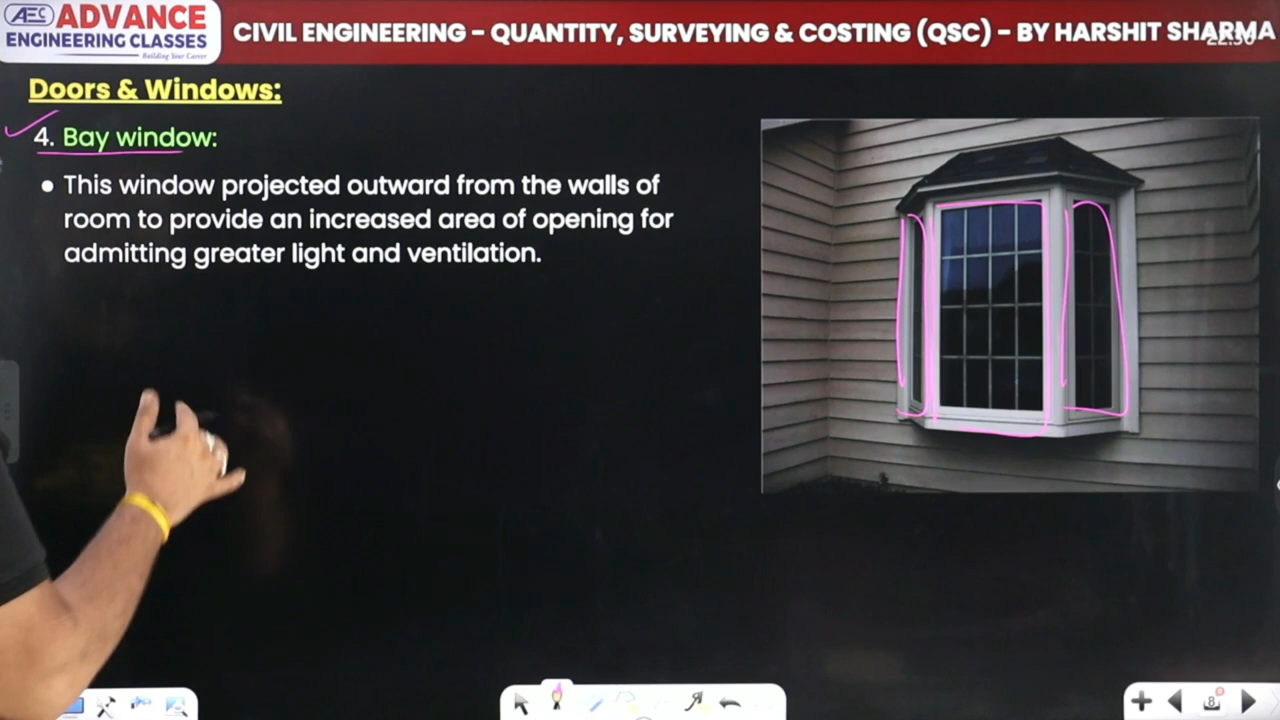 AEC ADVANCE
ENGINEERING CLASSES
Building Your Career
CIVIL ENGINEERING - QUANTITY, SURVEYING & COSTING (QSC) - BY HARSHIT SHARMA
Doors & Windows:
4. Bay window:
• This window projected outward from the walls of
room to provide an increased area of opening for
admitting greater light and ventilation.
8